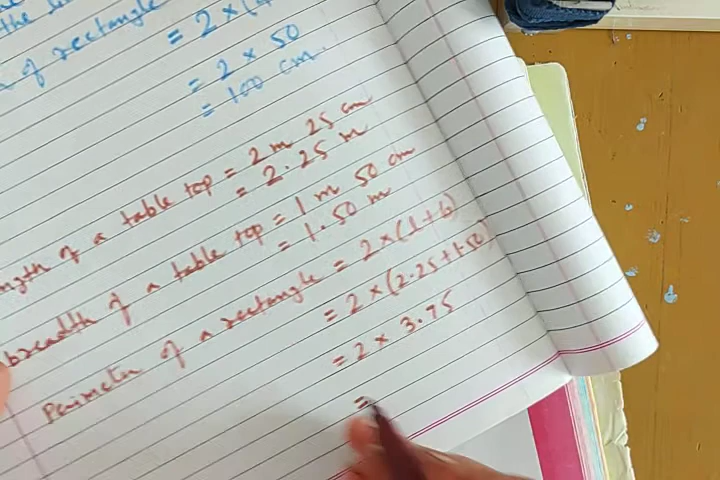 of rectangle = 2 × (
= 2 × 50
= 100 cm.
of a table top = 2 m 25 cm
= 2.25 m
breadth of a table top = 1 m 50 cm
= 1.50 m
Perimeter of a rectangle = 2 × (l + b)
= 2 × (2.25 + 1.50)
= 2 × 3.75
=